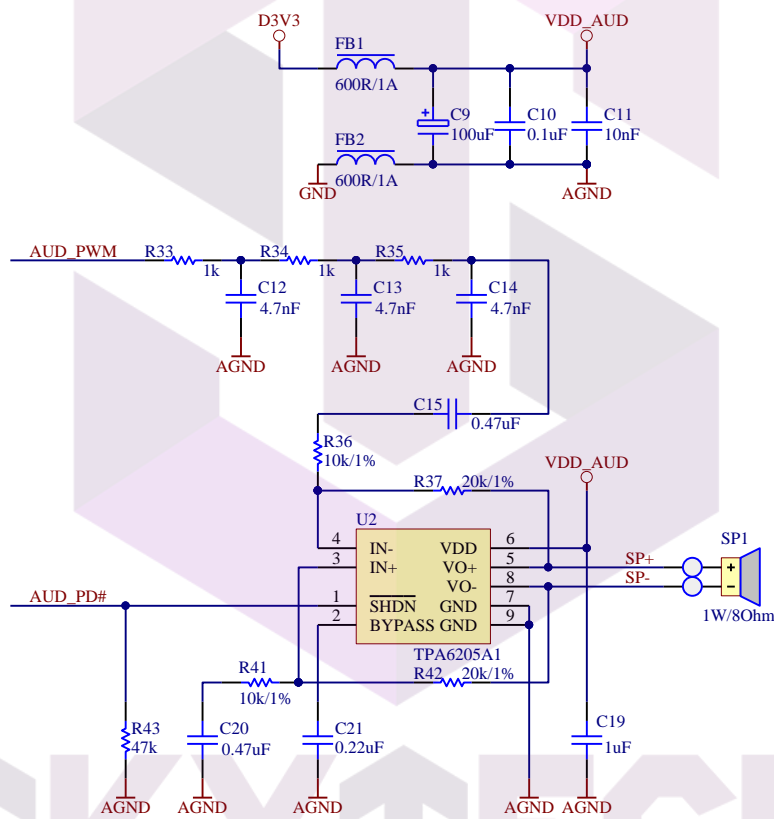 D3V3
VDD_AUD
FB1
600R/1A
+
C9
100uF
C10
0.1uF
C11
10nF
FB2
600R/1A
GND
AGND
AUD_PWM
R33
1k
R34
1k
R35
1k
C12
4.7nF
C13
4.7nF
C14
4.7nF
AGND
AGND
AGND
C15
0.47uF
R36
10k/1%
R37
20k/1%
VDD_AUD
U2
4
IN-
3
IN+
1
SHDN
2
BYPASS
VDD
6
VO+
5
VO-
8
GND
7
GND
9
TPA6205A1
SP+
SP-
SP1
+
-
1W/8Ohm
AUD_PD#
R41
10k/1%
R42
20k/1%
R43
47k
C20
0.47uF
C21
0.22uF
C19
1uF
AGND
AGND
AGND
AGND
AGND